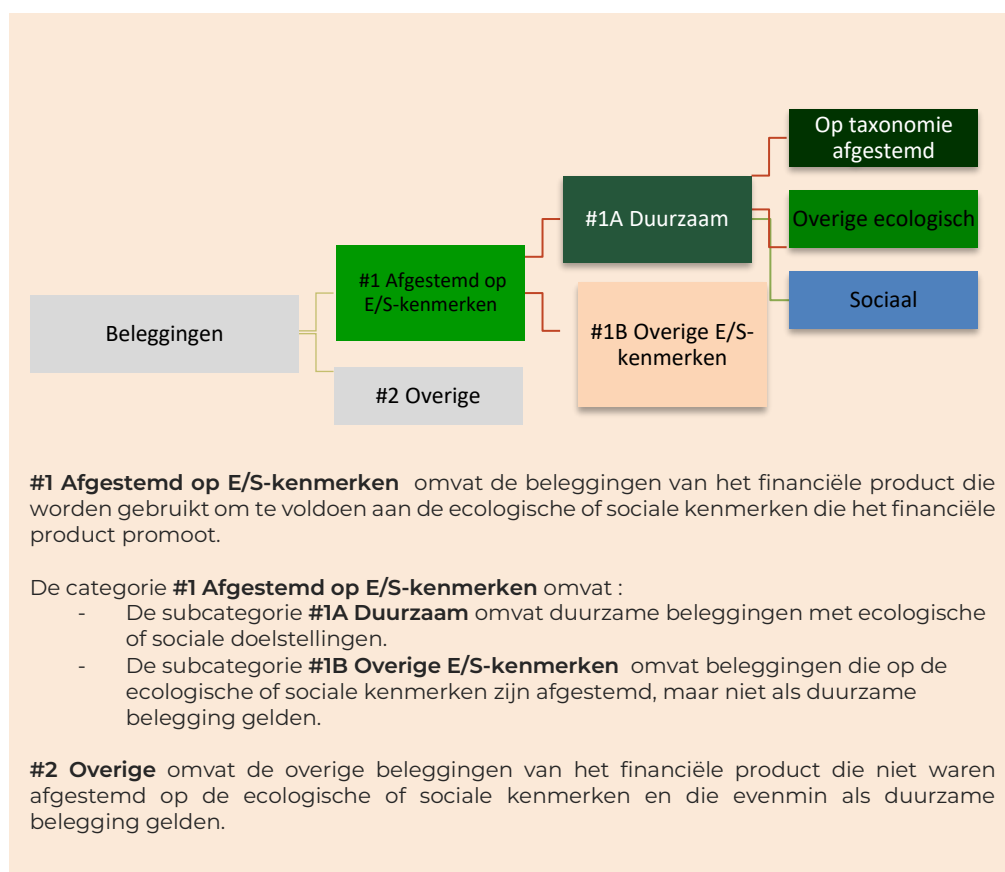 Op taxonomie
afgestemd
#1A Duurzaam
Overige ecologisch
#1 Afgestemd op
E/S-kenmerken
Sociaal
Beleggingen
#1B Overige E/S-
kenmerken
#2 Overige
#1 Afgestemd op E/S-kenmerken omvat de beleggingen van het financiële product die
worden gebruikt om te voldoen aan de ecologische of sociale kenmerken die het financiële
product promoot.
De categorie #1 Afgestemd op E/S-kenmerken omvat :
- De subcategorie #1A Duurzaam omvat duurzame beleggingen met ecologische
of sociale doelstellingen.
- De subcategorie #1B Overige E/S-kenmerken omvat beleggingen die op de
ecologische of sociale kenmerken zijn afgestemd, maar niet als duurzame
belegging gelden.
#2 Overige omvat de overige beleggingen van het financiële product die niet waren
afgestemd op de ecologische of sociale kenmerken en die evenmin als duurzame
belegging gelden.